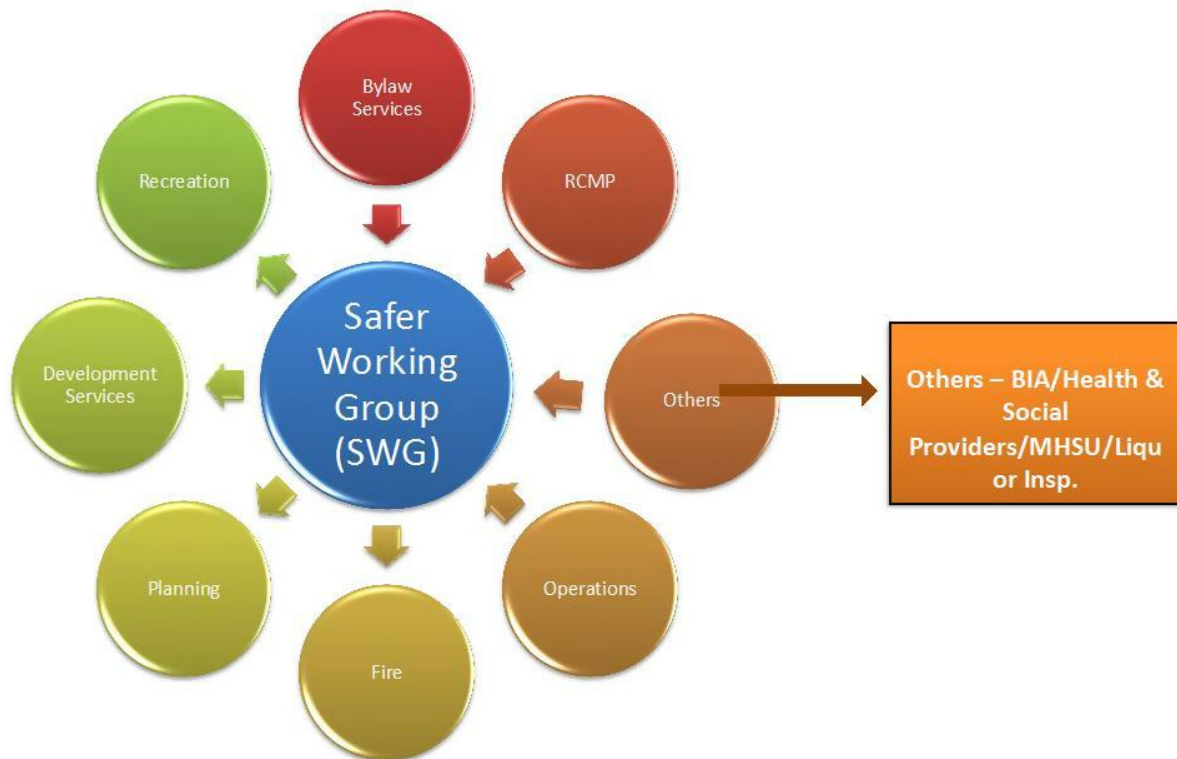 Bylaw
Services
Recreation
RCMP
Safer
Working
Group
(SWG)
Development
Services
Others
Others – BIA/Health &
Social
Providers/MHSU/Liqu
or Insp.
Planning
Operations
Fire